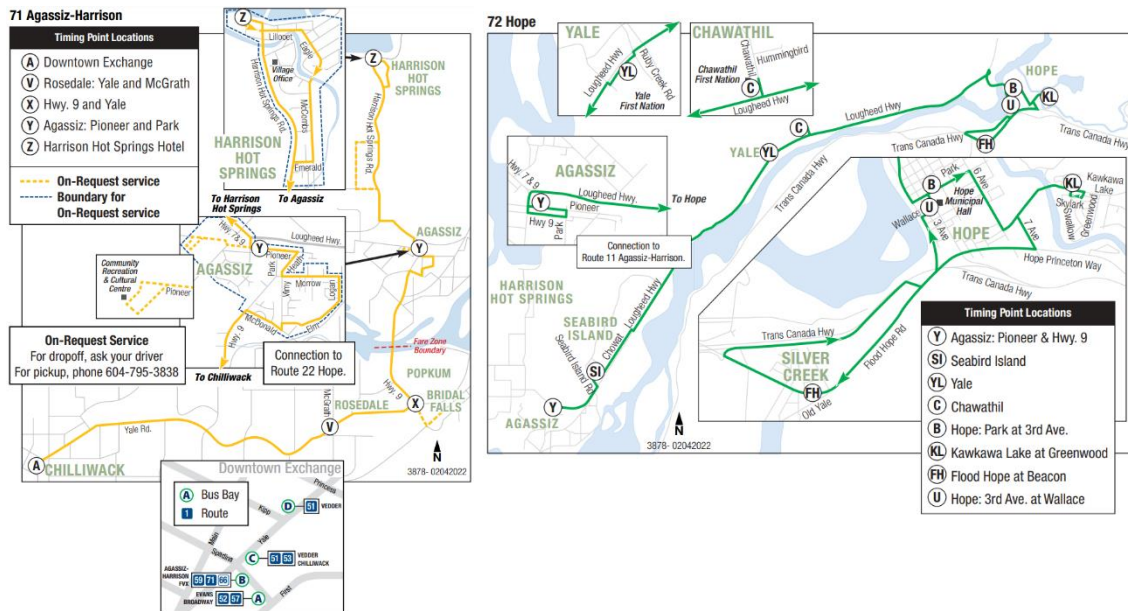 71 Agassiz-Harrison
Timing Point Locations
A Downtown Exchange
V Rosedale: Yale and McGrath
X Hwy. 9 and Yale
Y Agassiz: Pioneer and Park
Z Harrison Hot Springs Hotel
On-Request service
Boundary for
On-Request service
Z
Lillooet
Eagle
Village
Office
Harrison Hot Springs Rd.
McCombs
HARRISON
HOT
SPRINGS
Emerald
To Agassiz
Z
HARRISON
HOT
SPRINGS
Harrison Hot Springs Rd.
To Harrison
Hot Springs
Hwy. 7& 9
Lougheed Hwy.
Y
Pioneer
Park
Heath
AGASSIZ
Vimy
Morrow
Logan
Elm
McDonald
Hwy. 9
To Chilliwack
Community
Recreation
& Cultural
Centre
Pioneer
AGASSIZ
Y
On-Request Service
For dropoff, ask your driver
For pickup, phone 604-795-3838
Connection to
Route 22 Hope.
Fare Zone
Boundary
POPKUM
BRIDAL
FALLS
Hwy. 9
X
ROSEDALE
McGrath
V
Yale Rd.
A
CHILLIWACK
N
3878- 02042022
Downtown Exchange
A Bus Bay
1 Route
Princess
Kipp
D 51 VEDDER
Main
Yale
Spadina
C 51 53 VEDDER
CHILLIWACK
AGASSIZ-
HARRISON
FVX
69 71 66 B
EVANS
BROADWAY
52 57 A
First
72 Hope
YALE
Lougheed Hwy
Ruby Creek Rd
YL
Yale
First Nation
CHAWATHIL
Hummingbird
Chawathil
Chawathil
First Nation
C
Lougheed Hwy
AGASSIZ
Hwy. 7 & 9
Lougheed Hwy.
Y
Pioneer
Hwy 9
Park
To Hope
Connection to
Route 11 Agassiz-Harrison.
HARRISON
HOT SPRINGS
SEABIRD
ISLAND
Lougheed Hwy
Chowat
Seabird Island Rd
SI
Y
AGASSIZ
N
3878- 02042022
YALE
YL
C
Lougheed Hwy
Trans Canada Hwy
HOPE
B
U
KL
Trans Canada Hwy
Trans Canada Hwy
FH
Park
6 Ave
B
Hope
Municipal
Hall
Wallace
U
3 Ave
HOPE
Kawkawa
Lake
KL
Skylark
Swallow
Greenwood
7 Ave
Hope Princeton Way
Trans Canada Hwy
Trans Canada Hwy
Flood Hope Rd
SILVER
CREEK
FH
Old Yale
Timing Point Locations
Y Agassiz: Pioneer & Hwy. 9
SI Seabird Island
YL Yale
C Chawathil
B Hope: Park at 3rd Ave.
KL Kawkawa Lake at Greenwood
FH Flood Hope at Beacon
U Hope: 3rd Ave. at Wallace